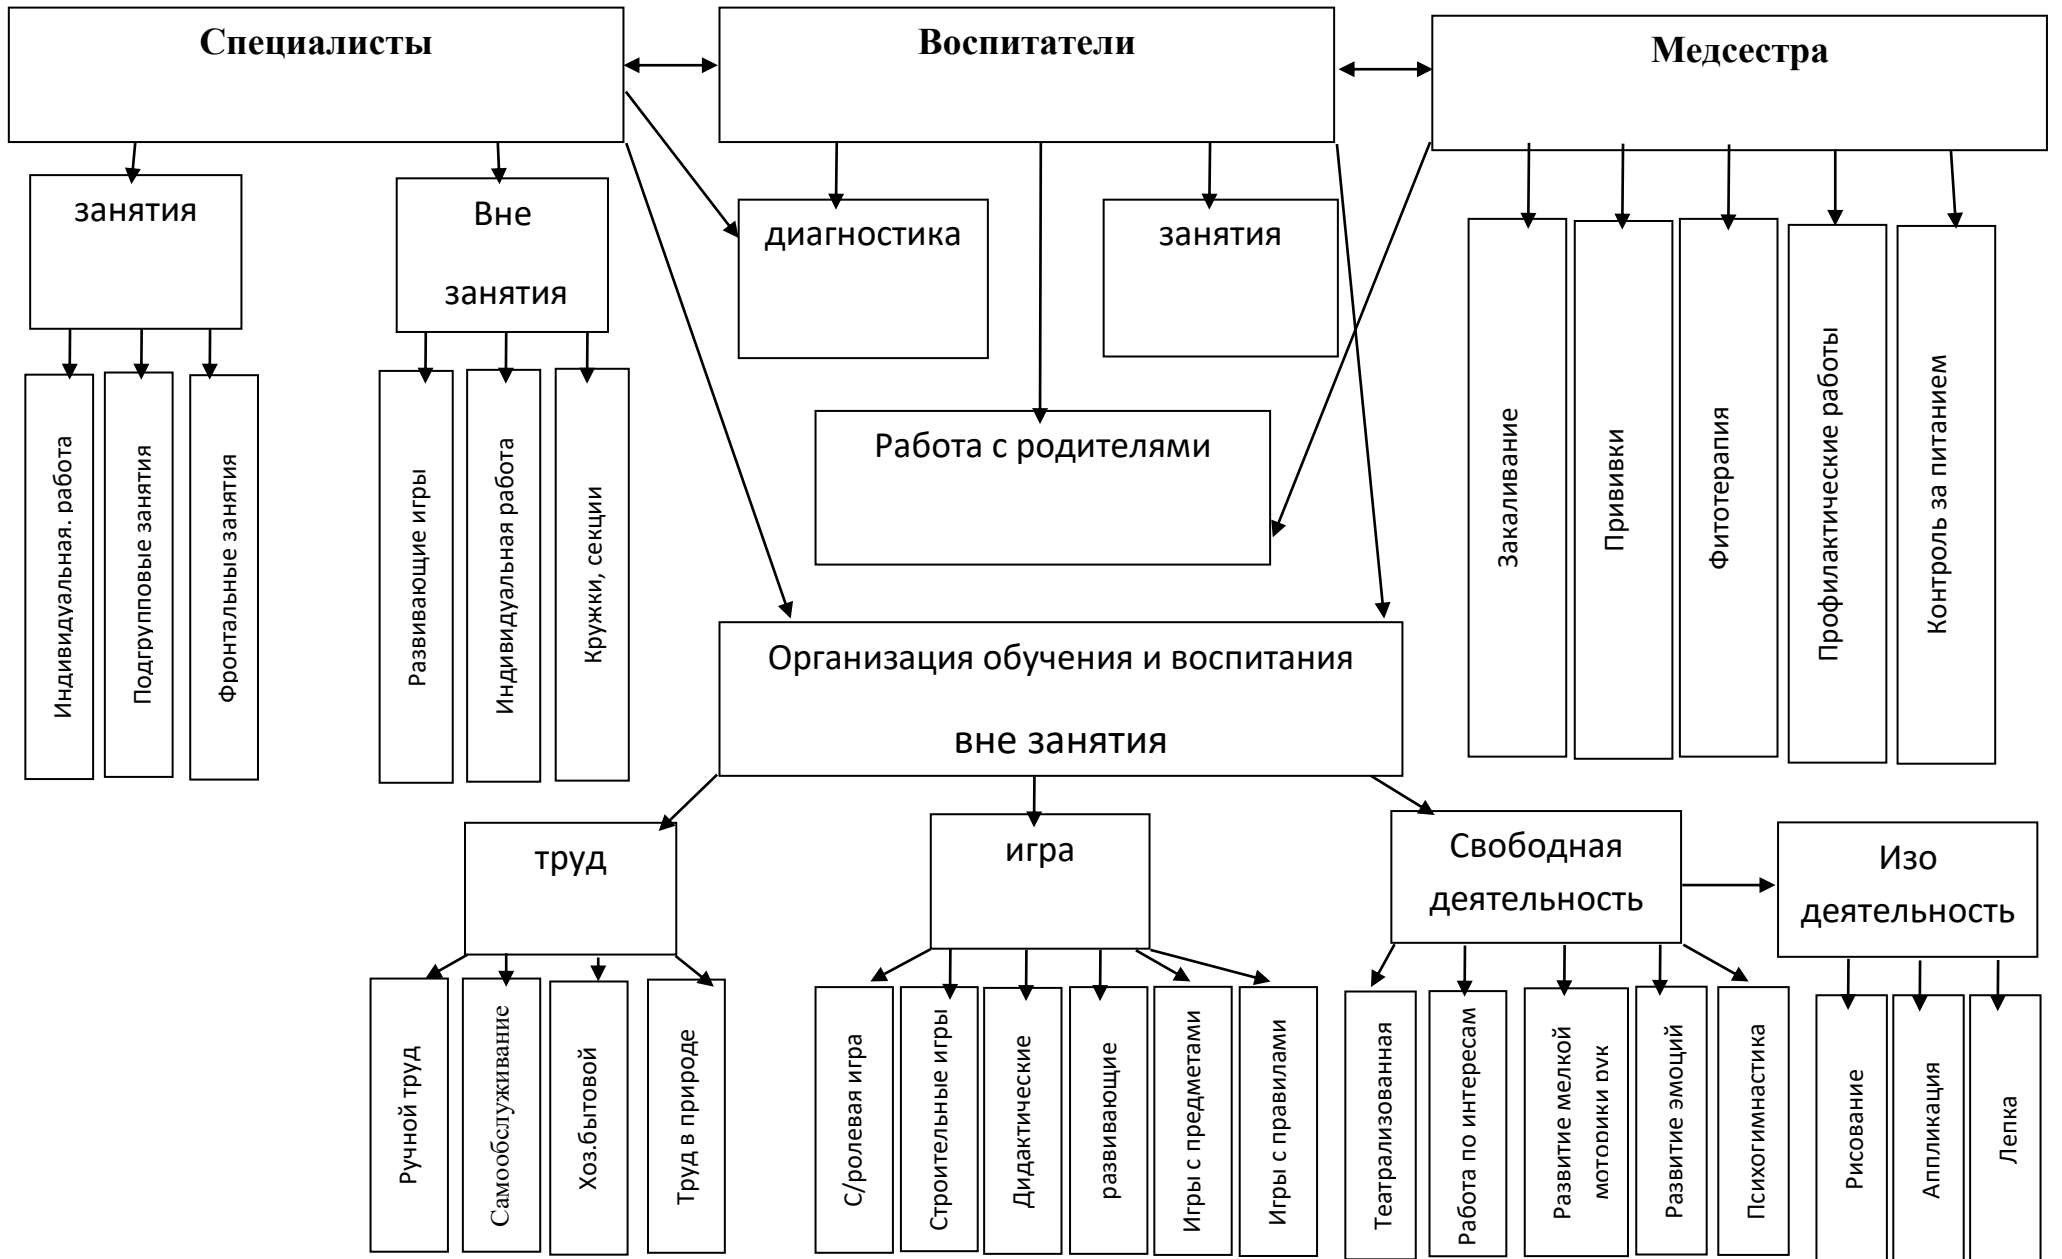 Специалисты
Воспитатели
Медсестра
занятия
Вне
занятия
диагностика
занятия
Работа с родителями
Индивидуальная. работа
Подгрупповые занятия
Фронтальные занятия
Развивающие игры
Индивидуальная работа
Кружки, секции
Закаливание
Прививки
Фитотерапия
Профилактические работы
Контроль за питанием
Организация обучения и воспитания
вне занятия
труд
игра
Свободная
деятельность
Изо
деятельность
Ручной труд
Самообслуживание
Хоз.бытовой
Труд в природе
С/ролевая игра
Строительные игры
Дидактические
развивающие
Игры с предметами
Игры с правилами
Театрализованная
Работа по интересам
Развитие мелкой
моторики рук
Развитие эмоций
Психогимнастика
Рисование
Аппликация
Лепка